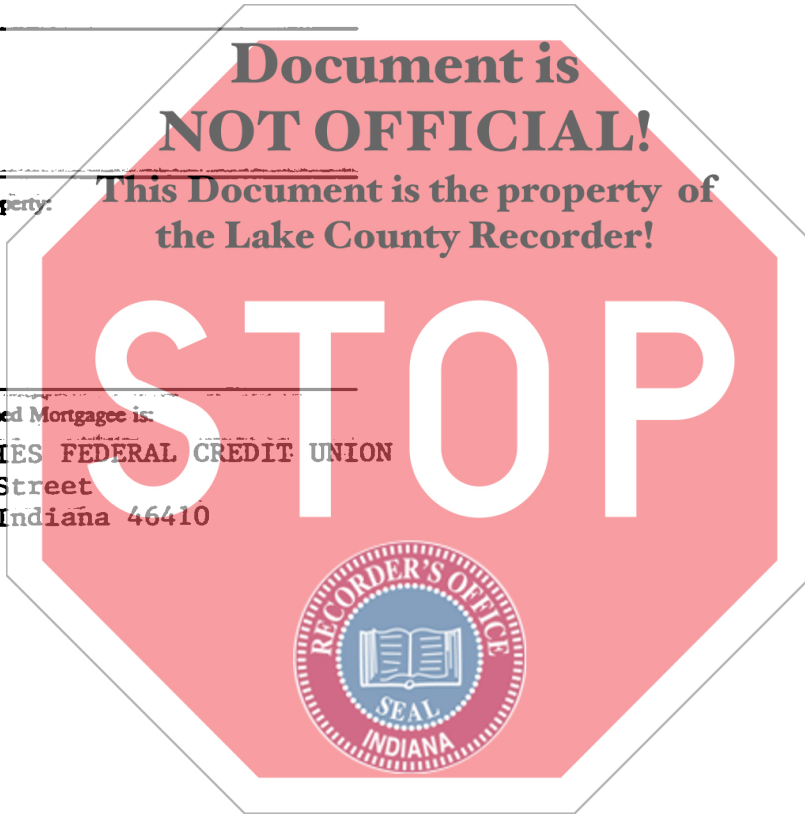 Document is
NOT OFFICIAL!
This Document is the property of
perty:
the Lake County Recorder!
STOP
ed Mortgagee is:
IES FEDERAL CREDIT UNION
Street
Indiana 46410
RECORDER'S OFFICE
SEAL
INDIANA